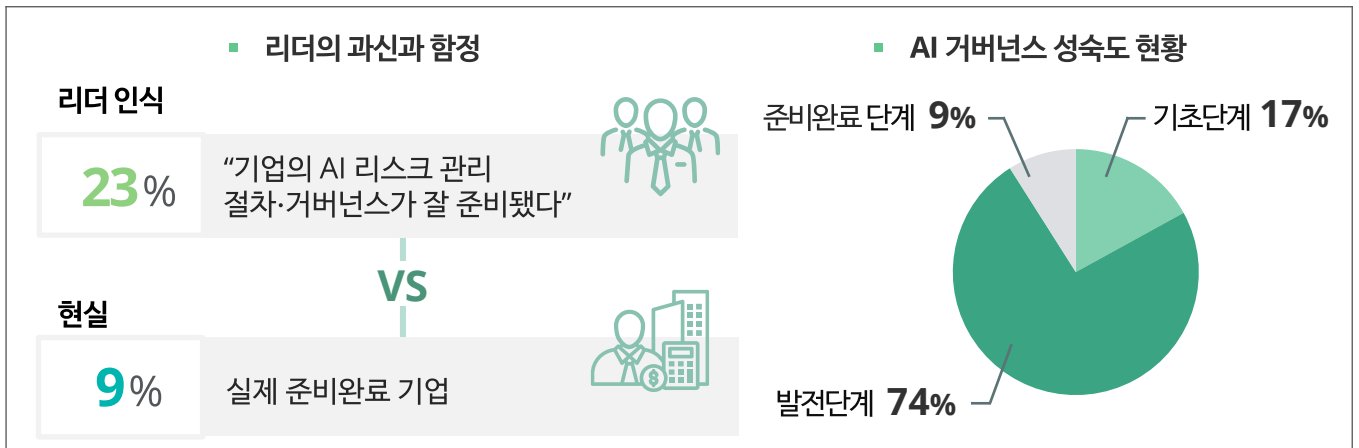 리더의 과신과 함정
리더 인식
23%
“기업의 AI 리스크 관리
절차·거버넌스가 잘 준비됐다”
VS
현실
9%
실제 준비완료 기업
AI 거버넌스 성숙도 현황
준비완료 단계 9%
기초단계 17%
발전단계 74%